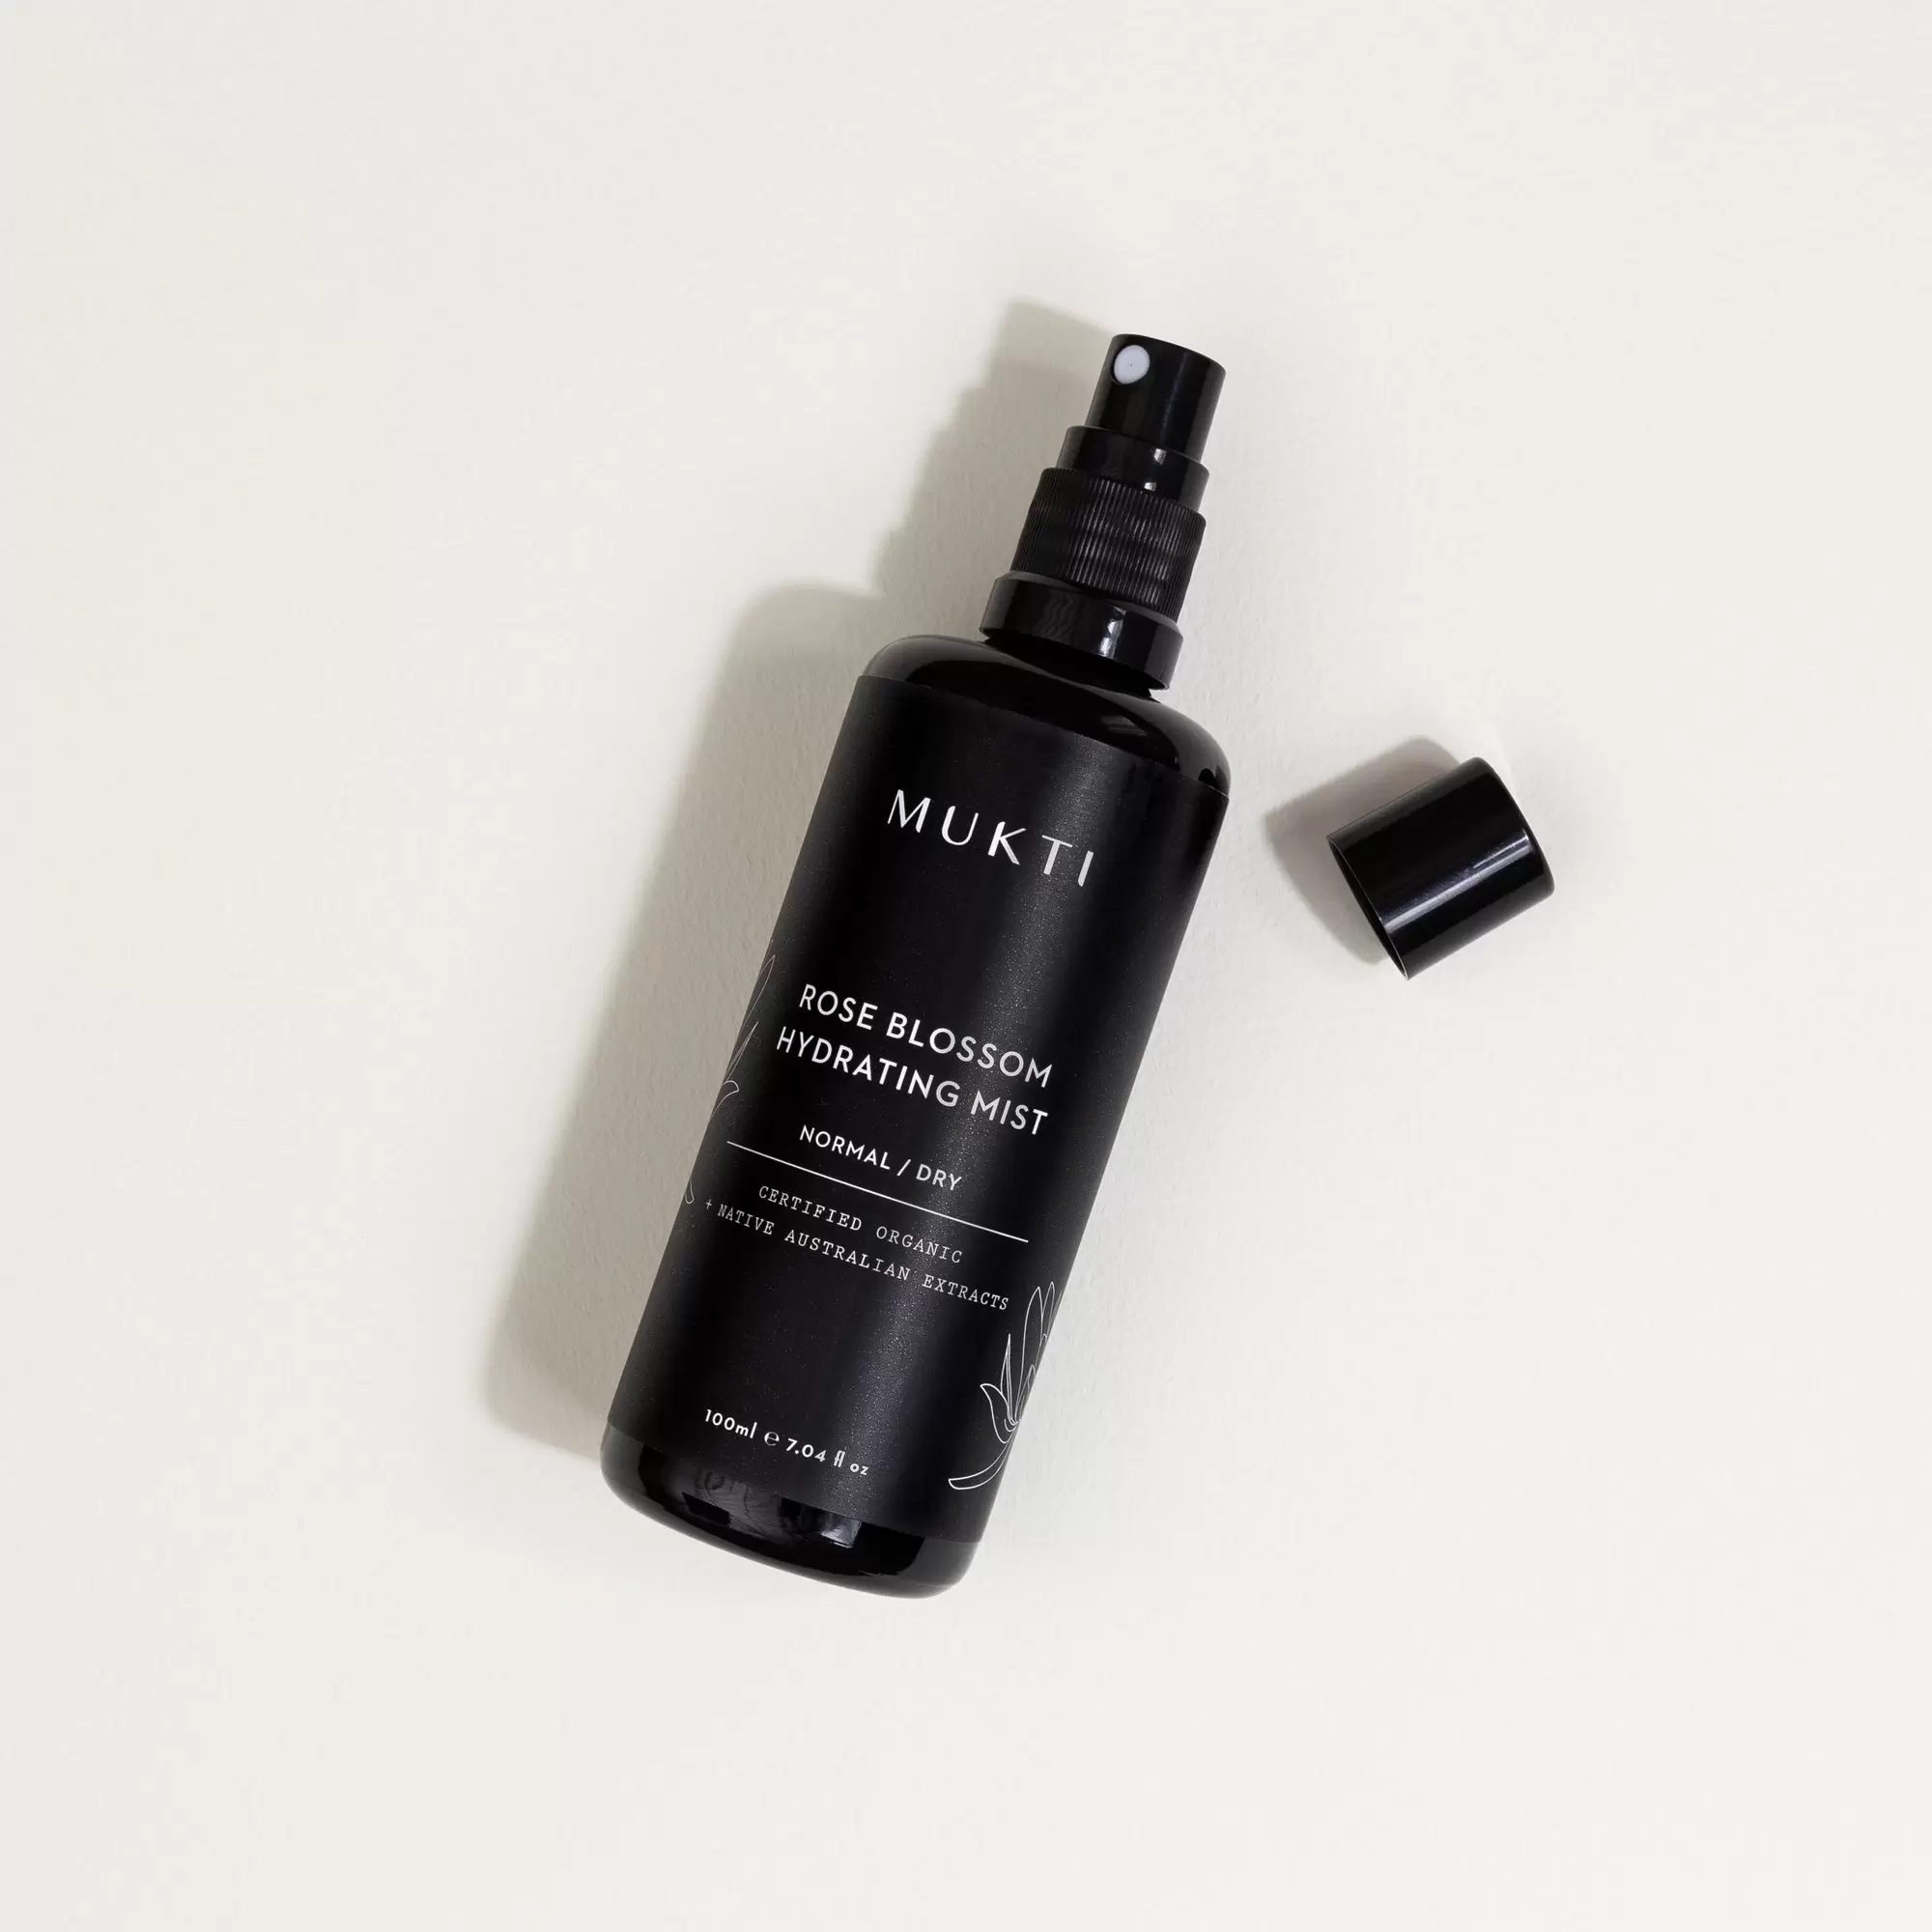 MUKTI
ROSE BLOSSOM
HYDRATING MIST
NORMAL / DRY
CERTIFIED ORGANIC
+ NATIVE AUSTRALIAN EXTRACTS
100ml ℮ 7.04 fl oz